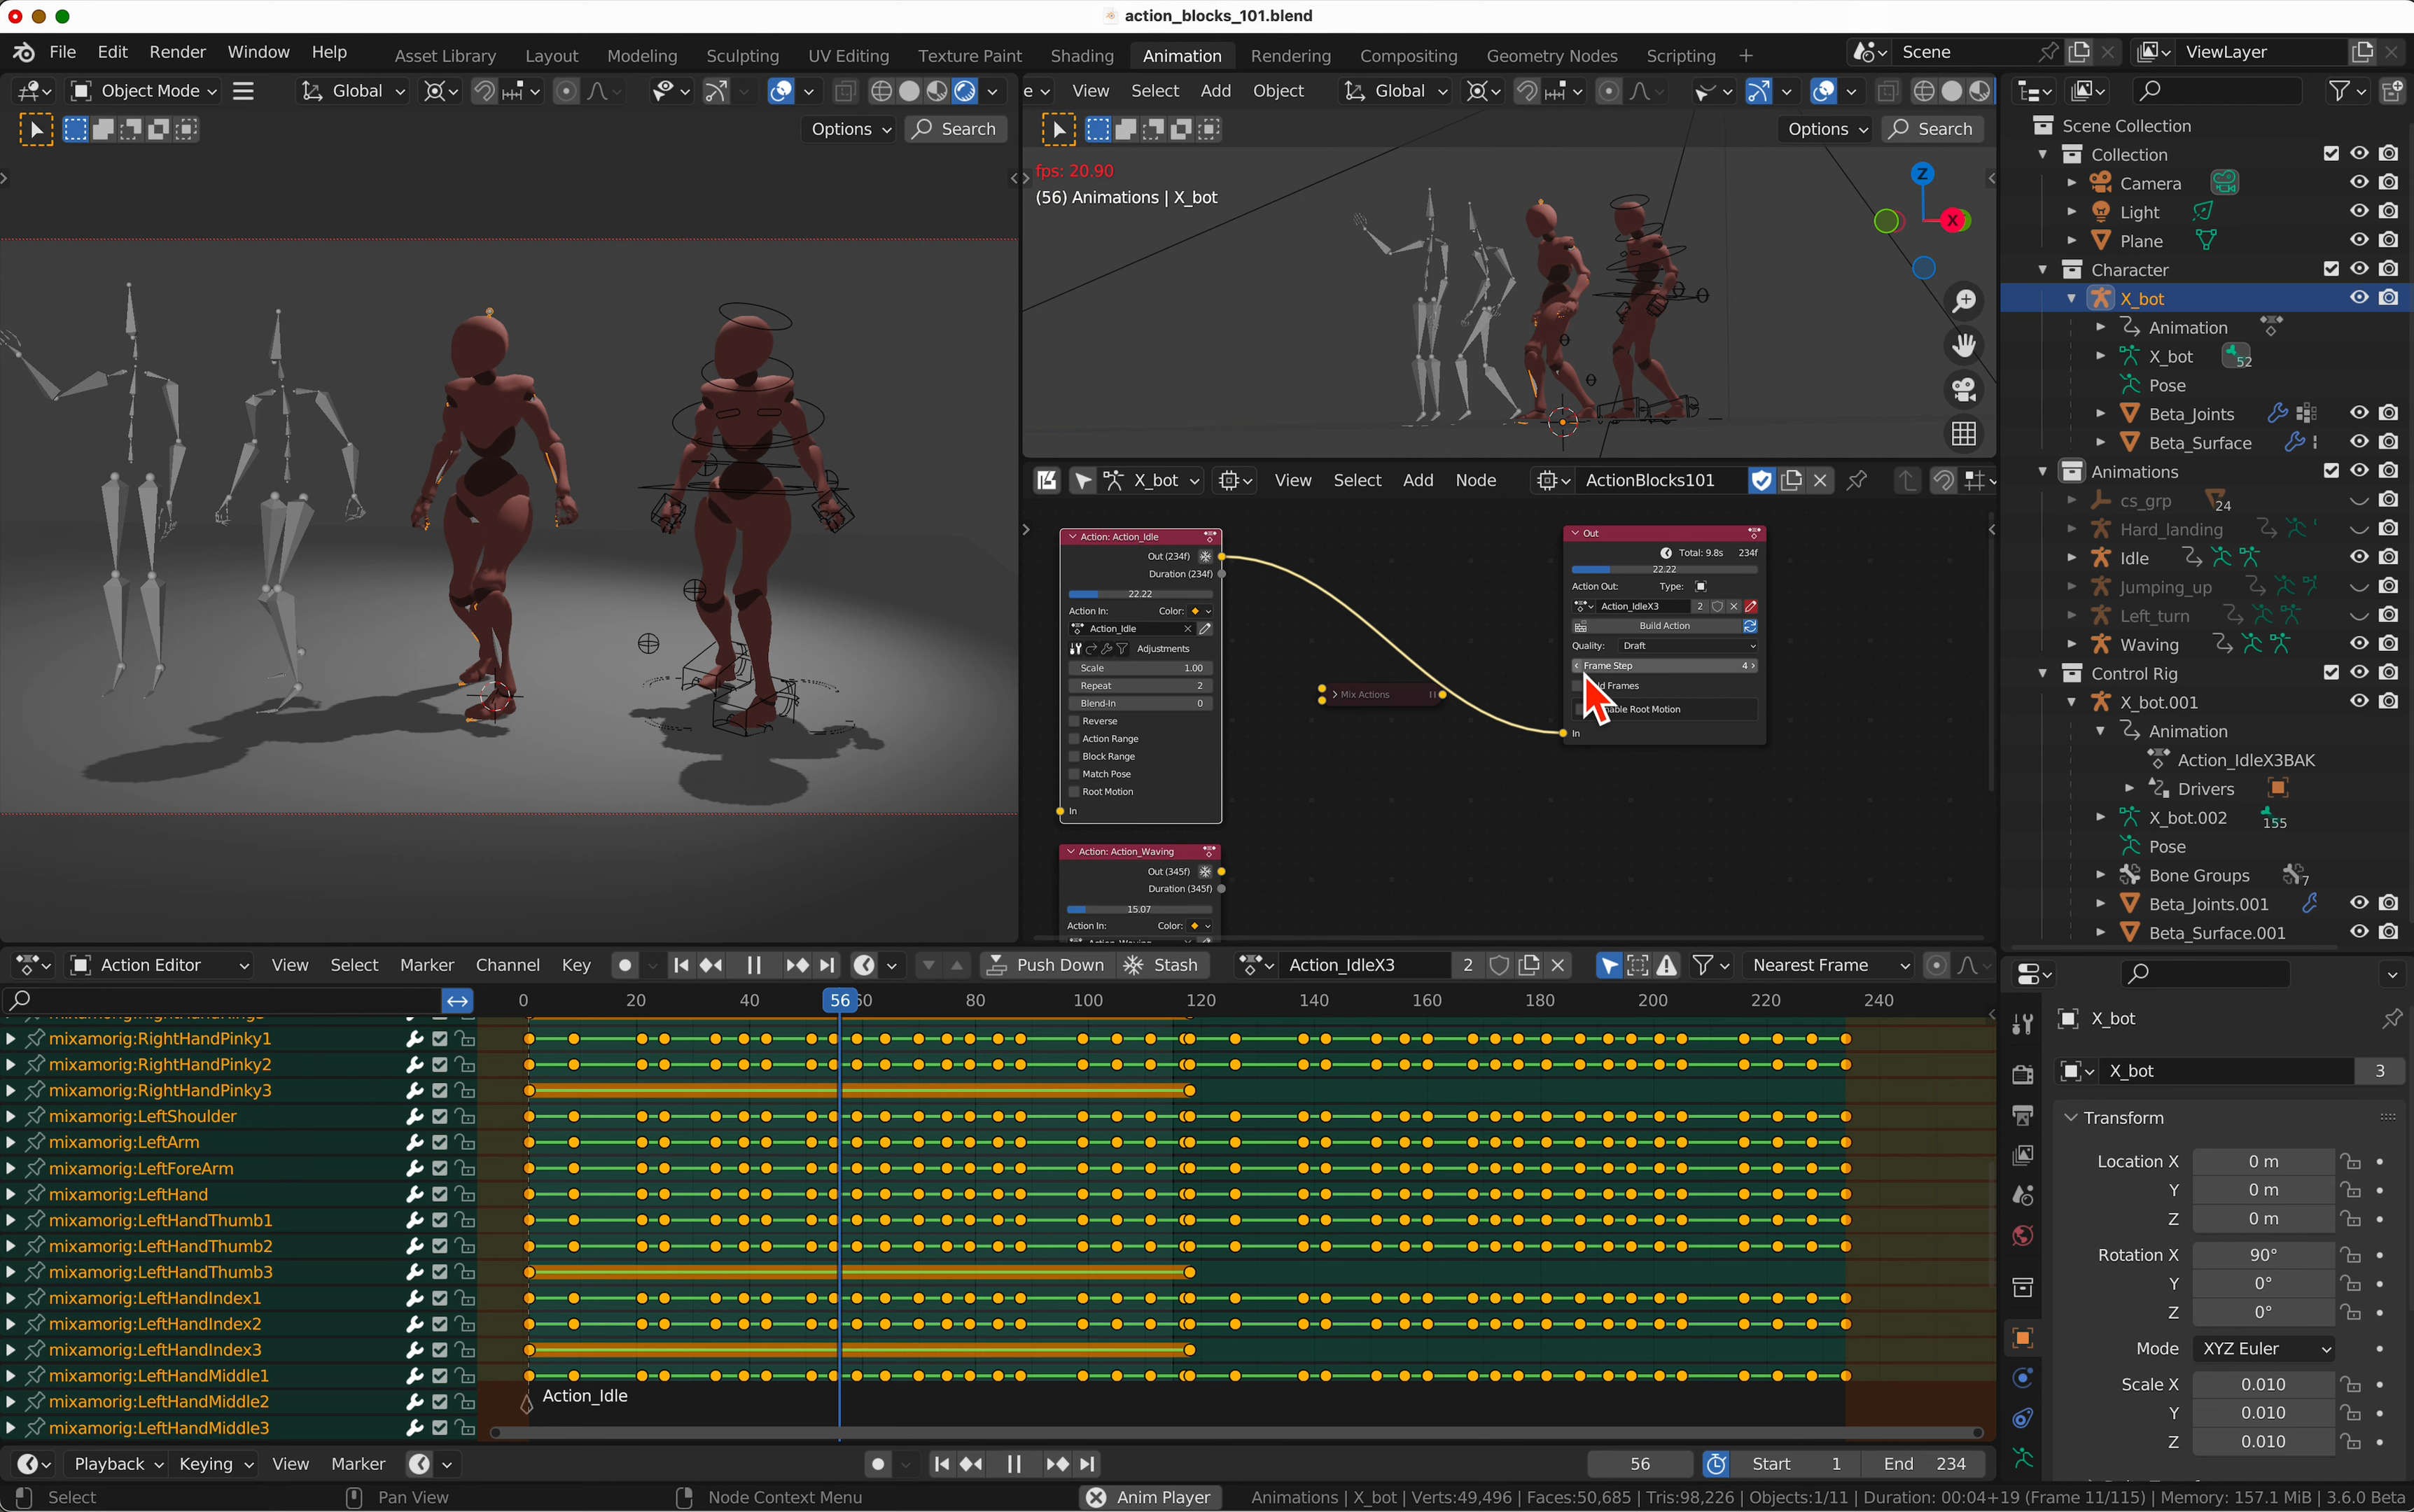 action_blocks_101.blend
File Edit Render Window Help
Asset Library Layout Modeling Sculpting UV Editing Texture Paint Shading Animation Rendering Compositing Geometry Nodes Scripting +
Scene
ViewLayer
Object Mode
Global
Options
Search
e View Select Add Object
Global
Options
Search
fps: 20.90
(56) Animations | X_bot
Z
X
X_bot View Select Add Node ActionBlocks101
Action: Action_Idle
Out (234f)
Duration (234f)
22.22
Action In: Color:
Action_Idle
Adjustments
Scale 1.00
Repeat 2
Blend-In 0
Reverse
Action Range
Block Range
Match Pose
Root Motion
In
Action: Action_Waving
Out (345f)
Duration (345f)
15.07
Action In: Color:
Mix Actions
Out
Total: 9.8s 234f
22.22
Action Out: Type:
Action_IdleX3 2
Build Action
Quality: Draft
Frame Step 4
Frames
Root Motion
In
Scene Collection
Collection
Camera
Light
Plane
Character
X_bot
Animation
X_bot 52
Pose
Beta_Joints
Beta_Surface
Animations
cs_grp 24
Hard_landing
Idle
Jumping_up
Left_turn
Waving
Control Rig
X_bot.001
Animation
Action_IdleX3BAK
Drivers
X_bot.002 155
Pose
Bone Groups 7
Beta_Joints.001
Beta_Surface.001
Action Editor View Select Marker Channel Key Push Down Stash Action_IdleX3 2 Nearest Frame
0 20 40 56 60 80 100 120 140 160 180 200 220 240
mixamorig:RightHandPinky1
mixamorig:RightHandPinky2
mixamorig:RightHandPinky3
mixamorig:LeftShoulder
mixamorig:LeftArm
mixamorig:LeftForeArm
mixamorig:LeftHand
mixamorig:LeftHandThumb1
mixamorig:LeftHandThumb2
mixamorig:LeftHandThumb3
mixamorig:LeftHandIndex1
mixamorig:LeftHandIndex2
mixamorig:LeftHandIndex3
mixamorig:LeftHandMiddle1
mixamorig:LeftHandMiddle2
mixamorig:LeftHandMiddle3
Action_Idle
X_bot
X_bot 3
Transform
Location X 0 m
Y 0 m
Z 0 m
Rotation X 90°
Y 0°
Z 0°
Mode XYZ Euler
Scale X 0.010
Y 0.010
Z 0.010
Playback Keying View Marker
56 Start 1 End 234
Select Pan View Node Context Menu Anim Player Animations | X_bot | Verts:49,496 | Faces:50,685 | Tris:98,226 | Objects:1/11 | Duration: 00:04+19 (Frame 11/115) | Memory: 157.1 MiB | 3.6.0 Beta